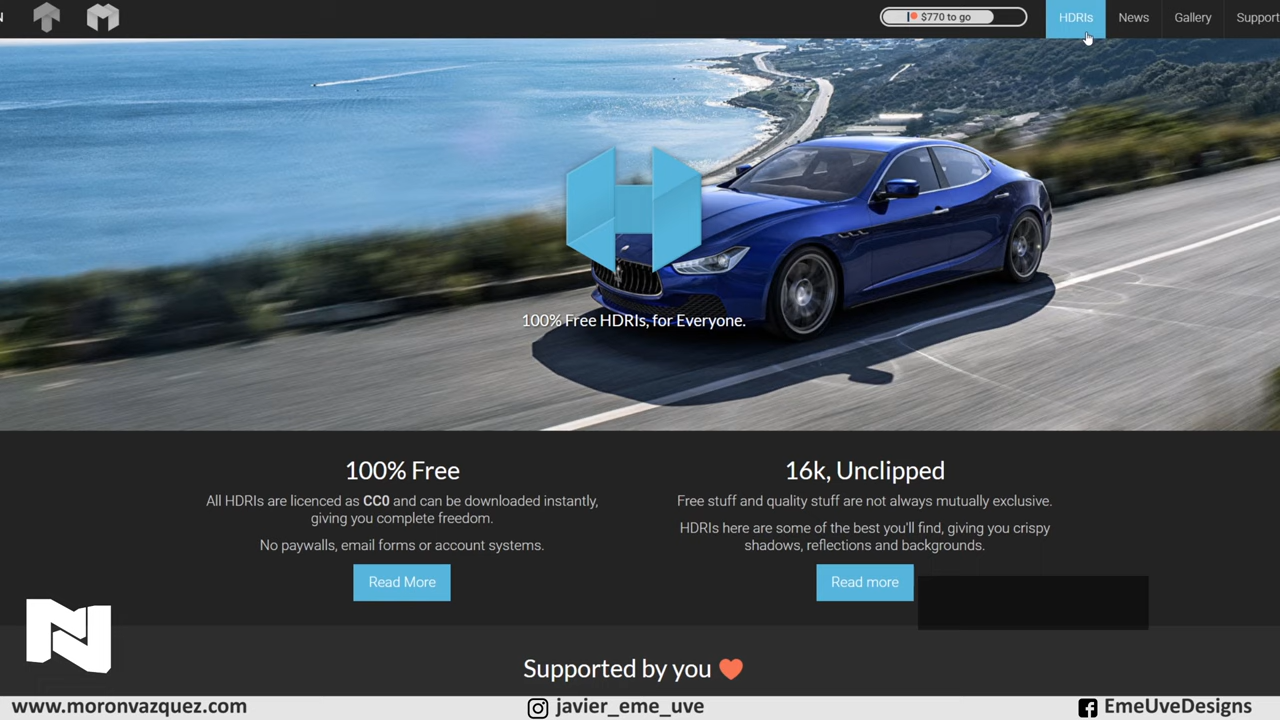 N
$770 to go
HDRIs
News
Gallery
Support
100% Free HDRIs, for Everyone.
100% Free
All HDRIs are licenced as CC0 and can be downloaded instantly,
giving you complete freedom.
No paywalls, email forms or account systems.
Read More
16k, Unclipped
Free stuff and quality stuff are not always mutually exclusive.
HDRIs here are some of the best you'll find, giving you crispy
shadows, reflections and backgrounds.
Read more
Supported by you
www.moronvazquez.com
javier_eme_uve
EmeUveDesigns